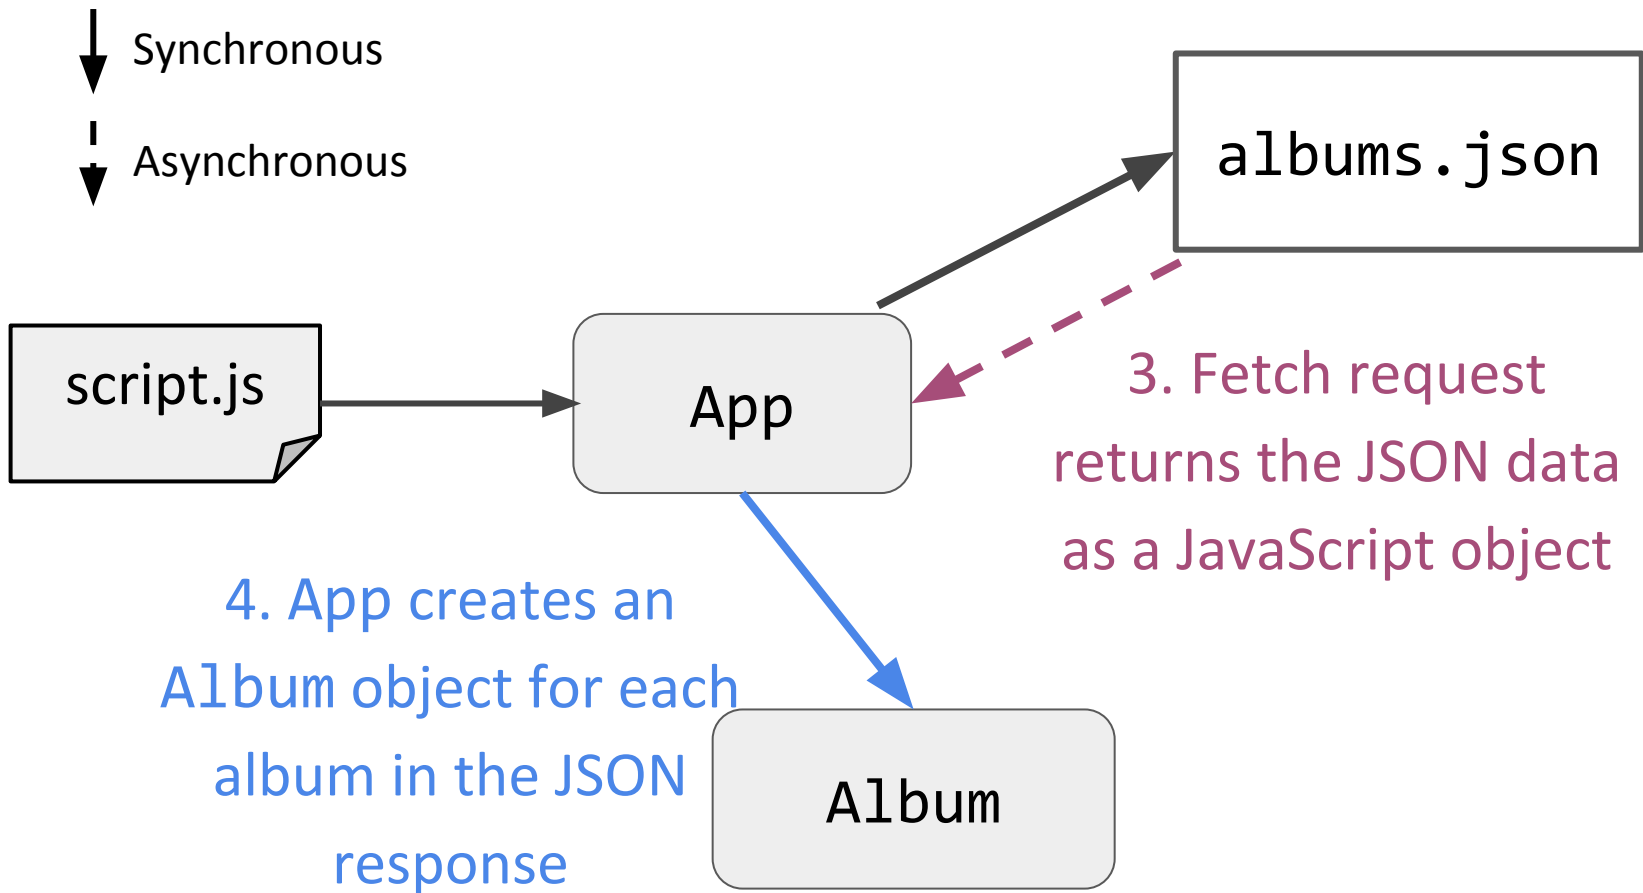 Synchronous
Asynchronous
albums.json
script.js
App
3. Fetch request
returns the JSON data
as a JavaScript object
4. App creates an
Album object for each
album in the JSON
response
Album